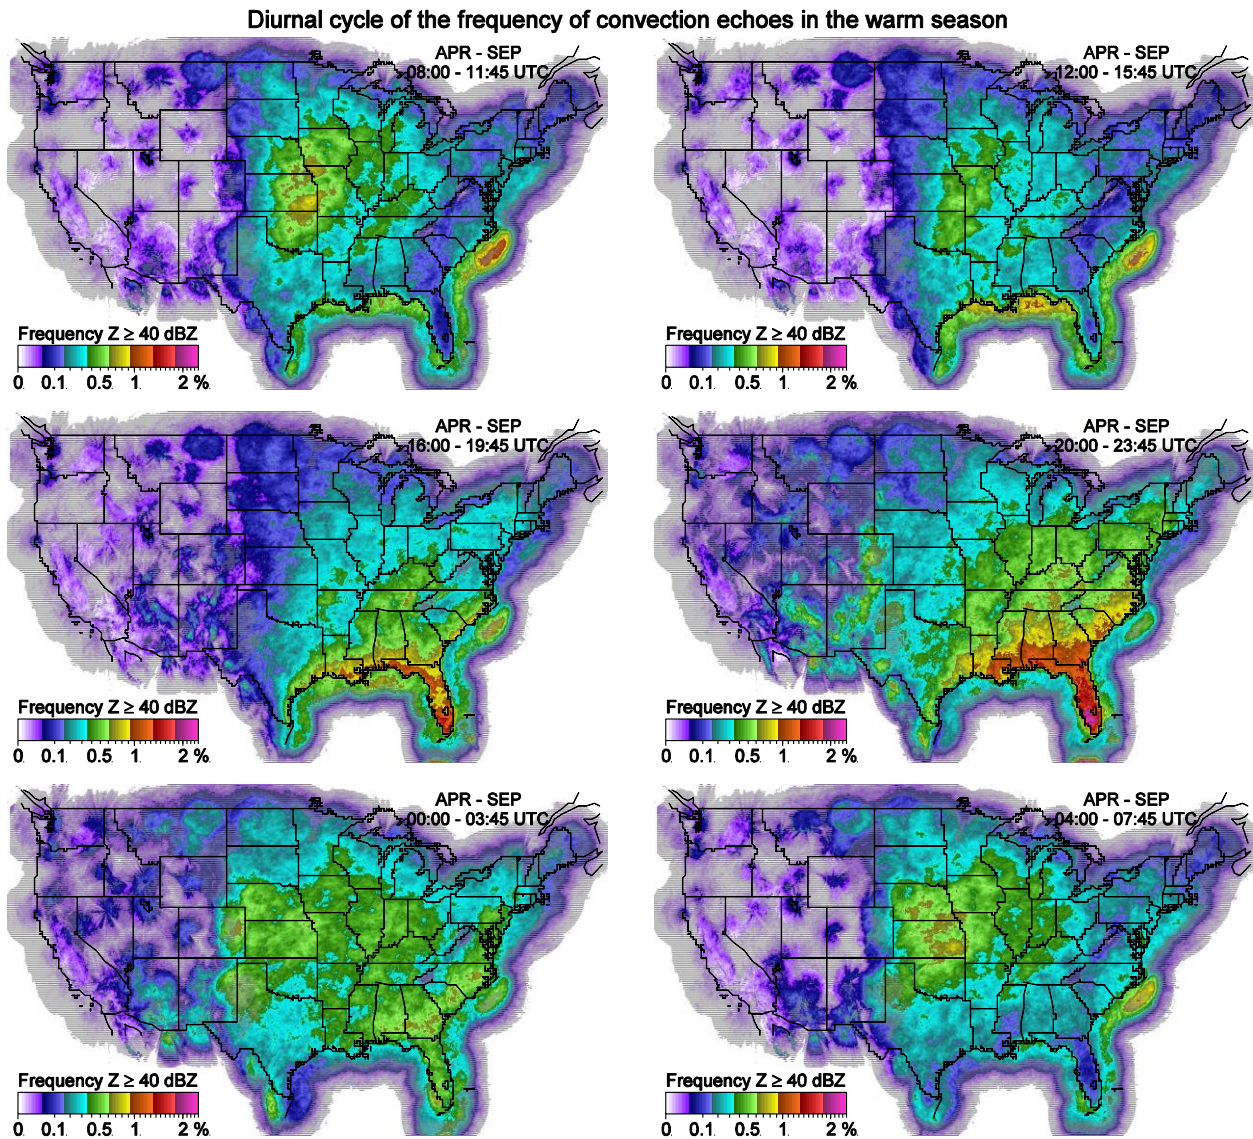 Diurnal cycle of the frequency of convection echoes in the warm season
APR - SEP
08:00 - 11:45 UTC
Frequency Z ≥ 40 dBZ
0. 0.1. 0.5. 1. 2 %.
APR - SEP
12:00 - 15:45 UTC
Frequency Z ≥ 40 dBZ
0. 0.1. 0.5. 1. 2 %.
APR - SEP
16:00 - 19:45 UTC
Frequency Z ≥ 40 dBZ
0. 0.1. 0.5. 1. 2 %.
APR - SEP
20:00 - 23:45 UTC
Frequency Z ≥ 40 dBZ
0. 0.1. 0.5. 1. 2 %.
APR - SEP
00:00 - 03:45 UTC
Frequency Z ≥ 40 dBZ
0. 0.1. 0.5. 1. 2 %.
APR - SEP
04:00 - 07:45 UTC
Frequency Z ≥ 40 dBZ
0. 0.1. 0.5. 1. 2 %.